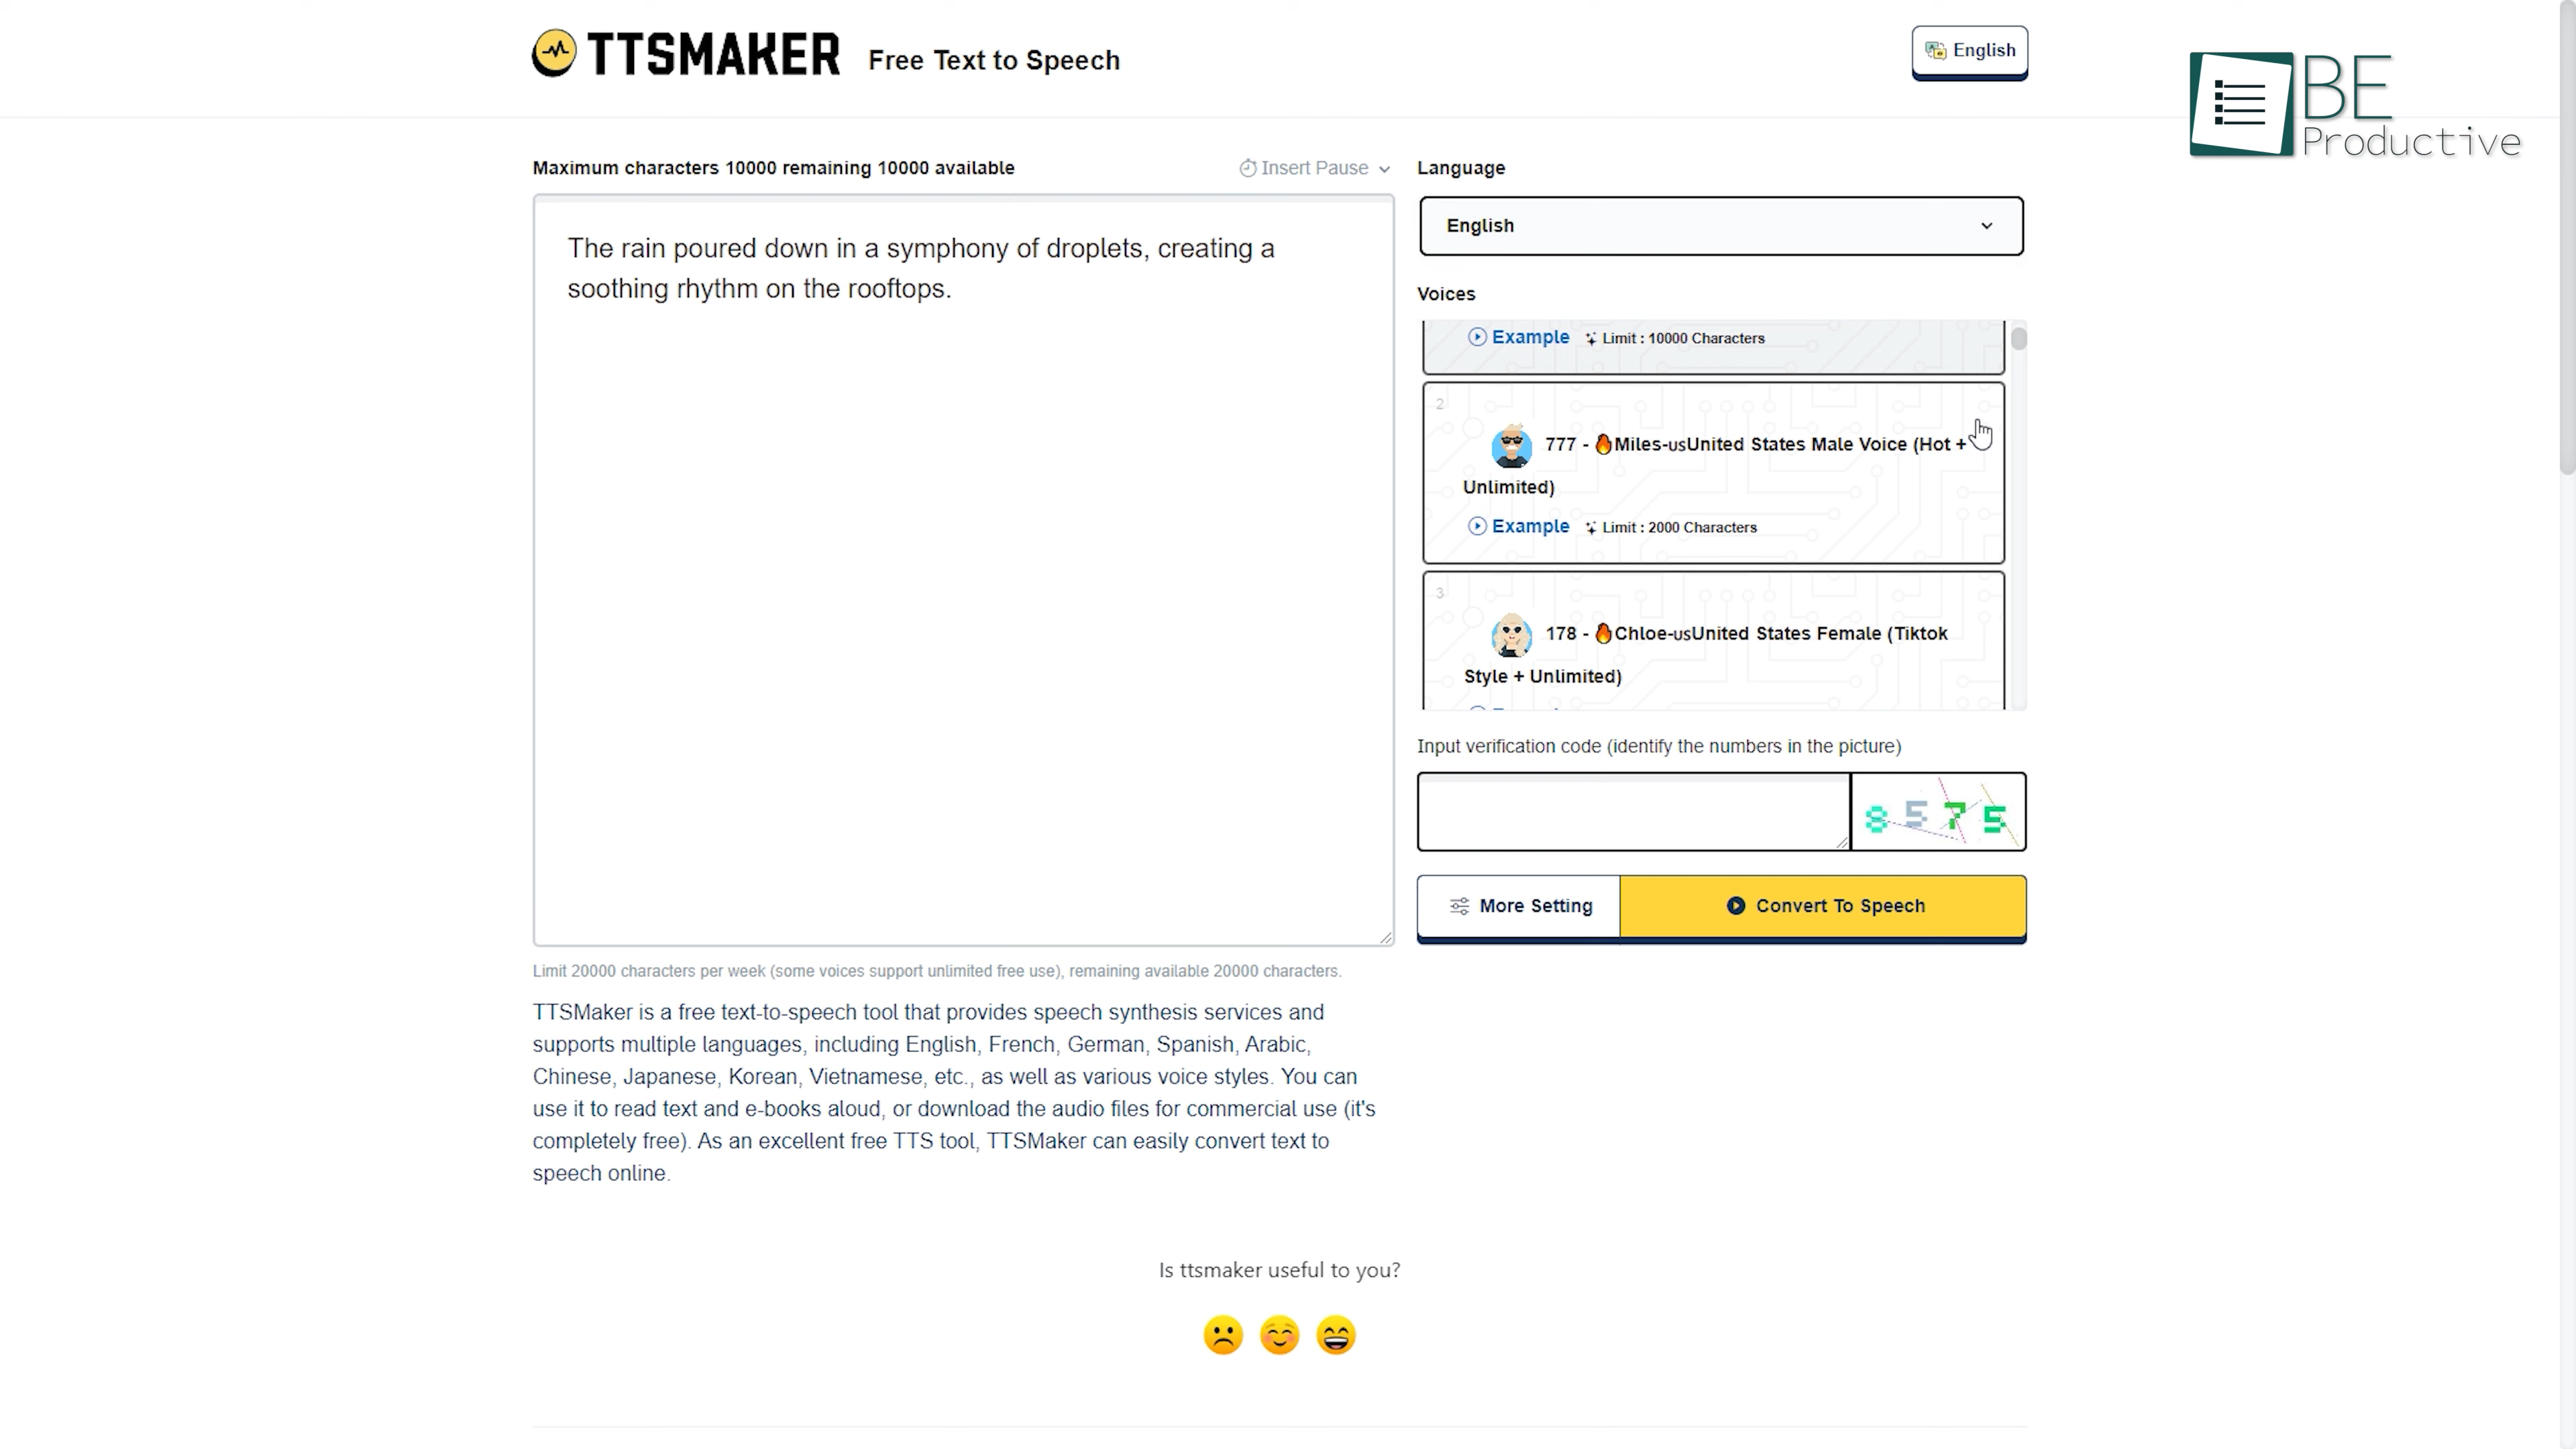 TTSMAKER Free Text to Speech
English
BE
Productive
Maximum characters 10000 remaining 10000 available
Insert Pause
The rain poured down in a symphony of droplets, creating a
soothing rhythm on the rooftops.
Language
English
Voices
Example Limit : 10000 Characters
2
777 - 🔥Miles-usUnited States Male Voice (Hot +
Unlimited)
Example Limit : 2000 Characters
3
178 - 🔥Chloe-usUnited States Female (Tiktok
Style + Unlimited)
Input verification code (identify the numbers in the picture)
8575
More Setting
Convert To Speech
Limit 20000 characters per week (some voices support unlimited free use), remaining available 20000 characters.
TTSMaker is a free text-to-speech tool that provides speech synthesis services and
supports multiple languages, including English, French, German, Spanish, Arabic,
Chinese, Japanese, Korean, Vietnamese, etc., as well as various voice styles. You can
use it to read text and e-books aloud, or download the audio files for commercial use (it's
completely free). As an excellent free TTS tool, TTSMaker can easily convert text to
speech online.
Is ttsmaker useful to you?